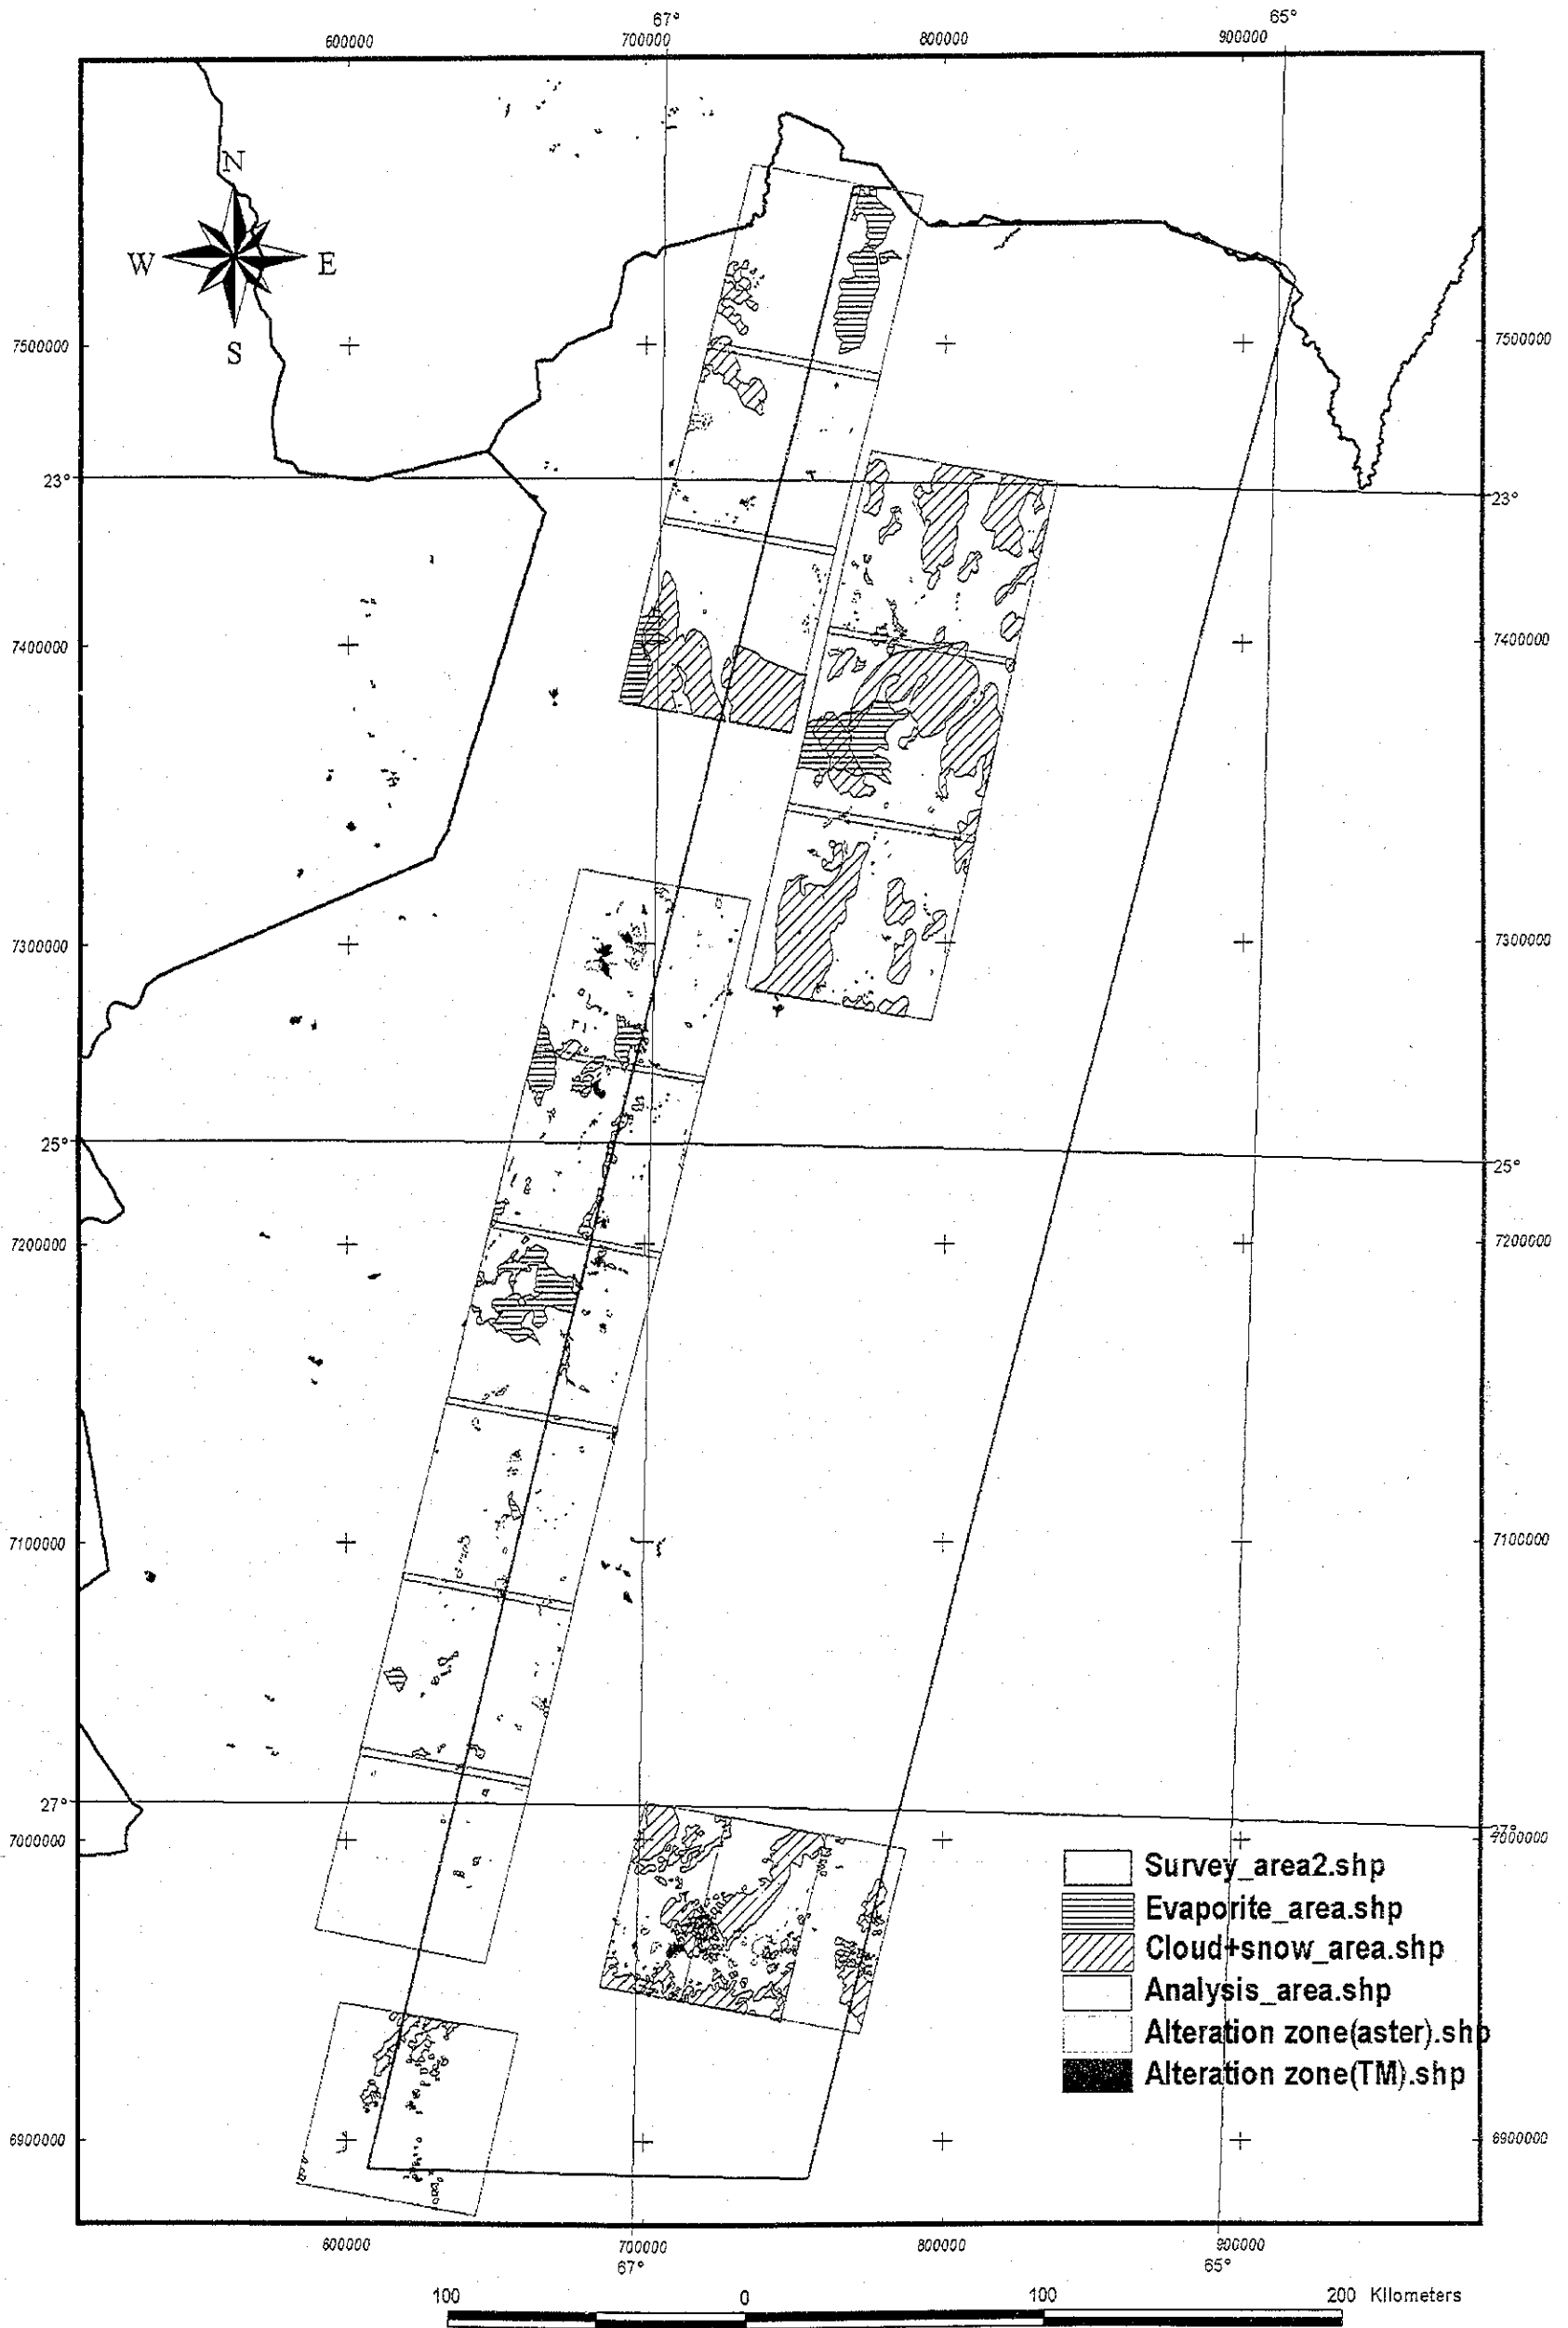 67° 65°
600000 700000 800000 900000
N
W E
S
7500000 7500000
23° 23°
7400000 7400000
7300000 7300000
25° 25°
7200000 7200000
7100000 7100000
27° 27°
7000000 7000000
Survey_area2.shp
Evaporite_area.shp
Cloud+snow_area.shp
Analysis_area.shp
Alteration zone(aster).shp
Alteration zone(TM).shp
6900000 6900000
600000 700000 800000 900000
67° 65°
100 0 100 200 Kilometers